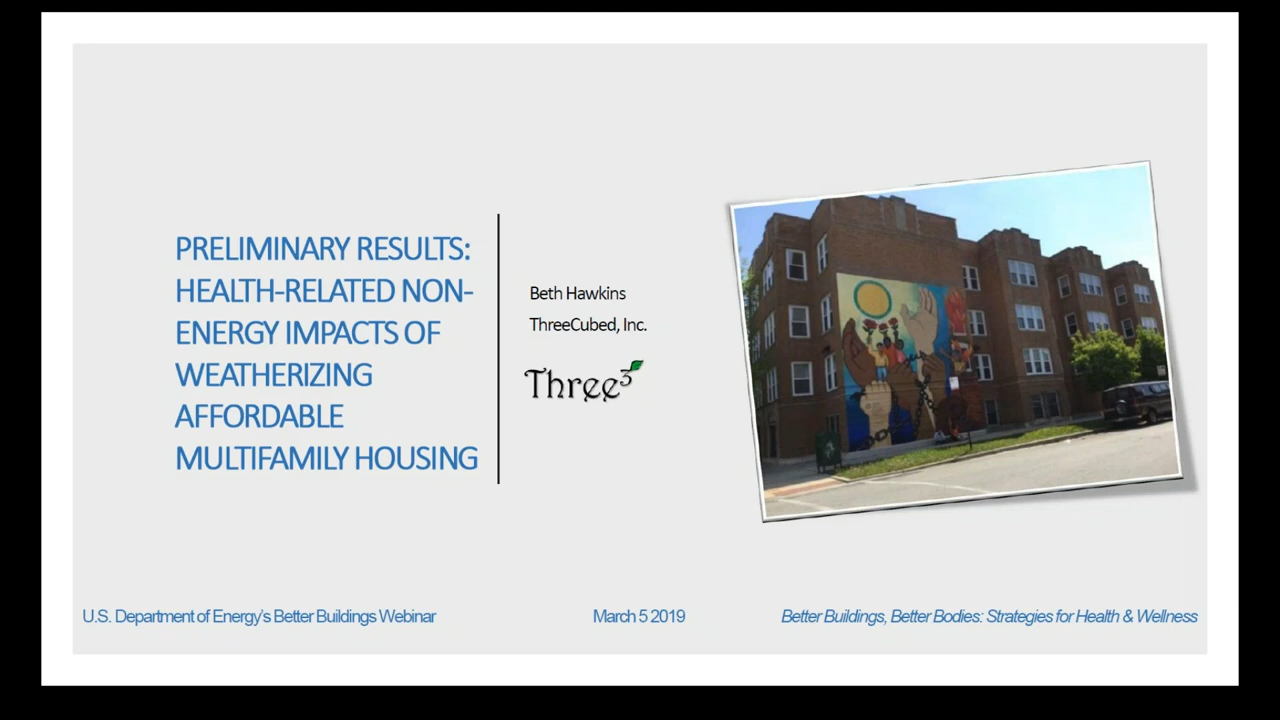 PRELIMINARY RESULTS:
HEALTH-RELATED NON-
ENERGY IMPACTS OF
WEATHERIZING
AFFORDABLE
MULTIFAMILY HOUSING
Beth Hawkins
ThreeCubed, Inc.
Three3
U.S. Department of Energy's Better Buildings Webinar
March 5 2019
Better Buildings, Better Bodies: Strategies for Health & Wellness